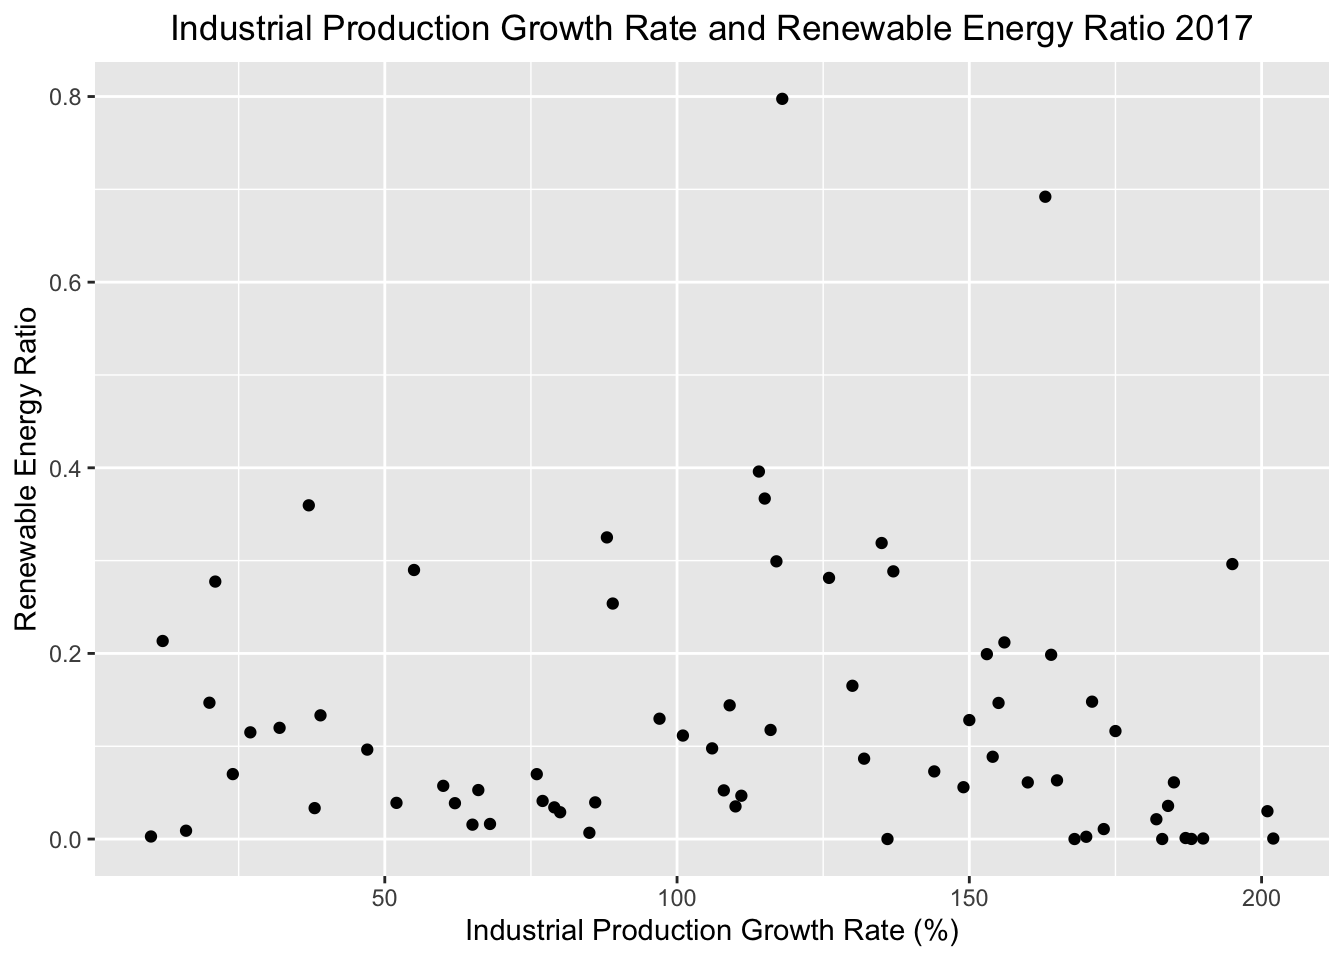 Industrial Production Growth Rate and Renewable Energy Ratio 2017
0.8
0.6
0.4
0.2
0.0
Renewable Energy Ratio
50 100 150 200
Industrial Production Growth Rate (%)